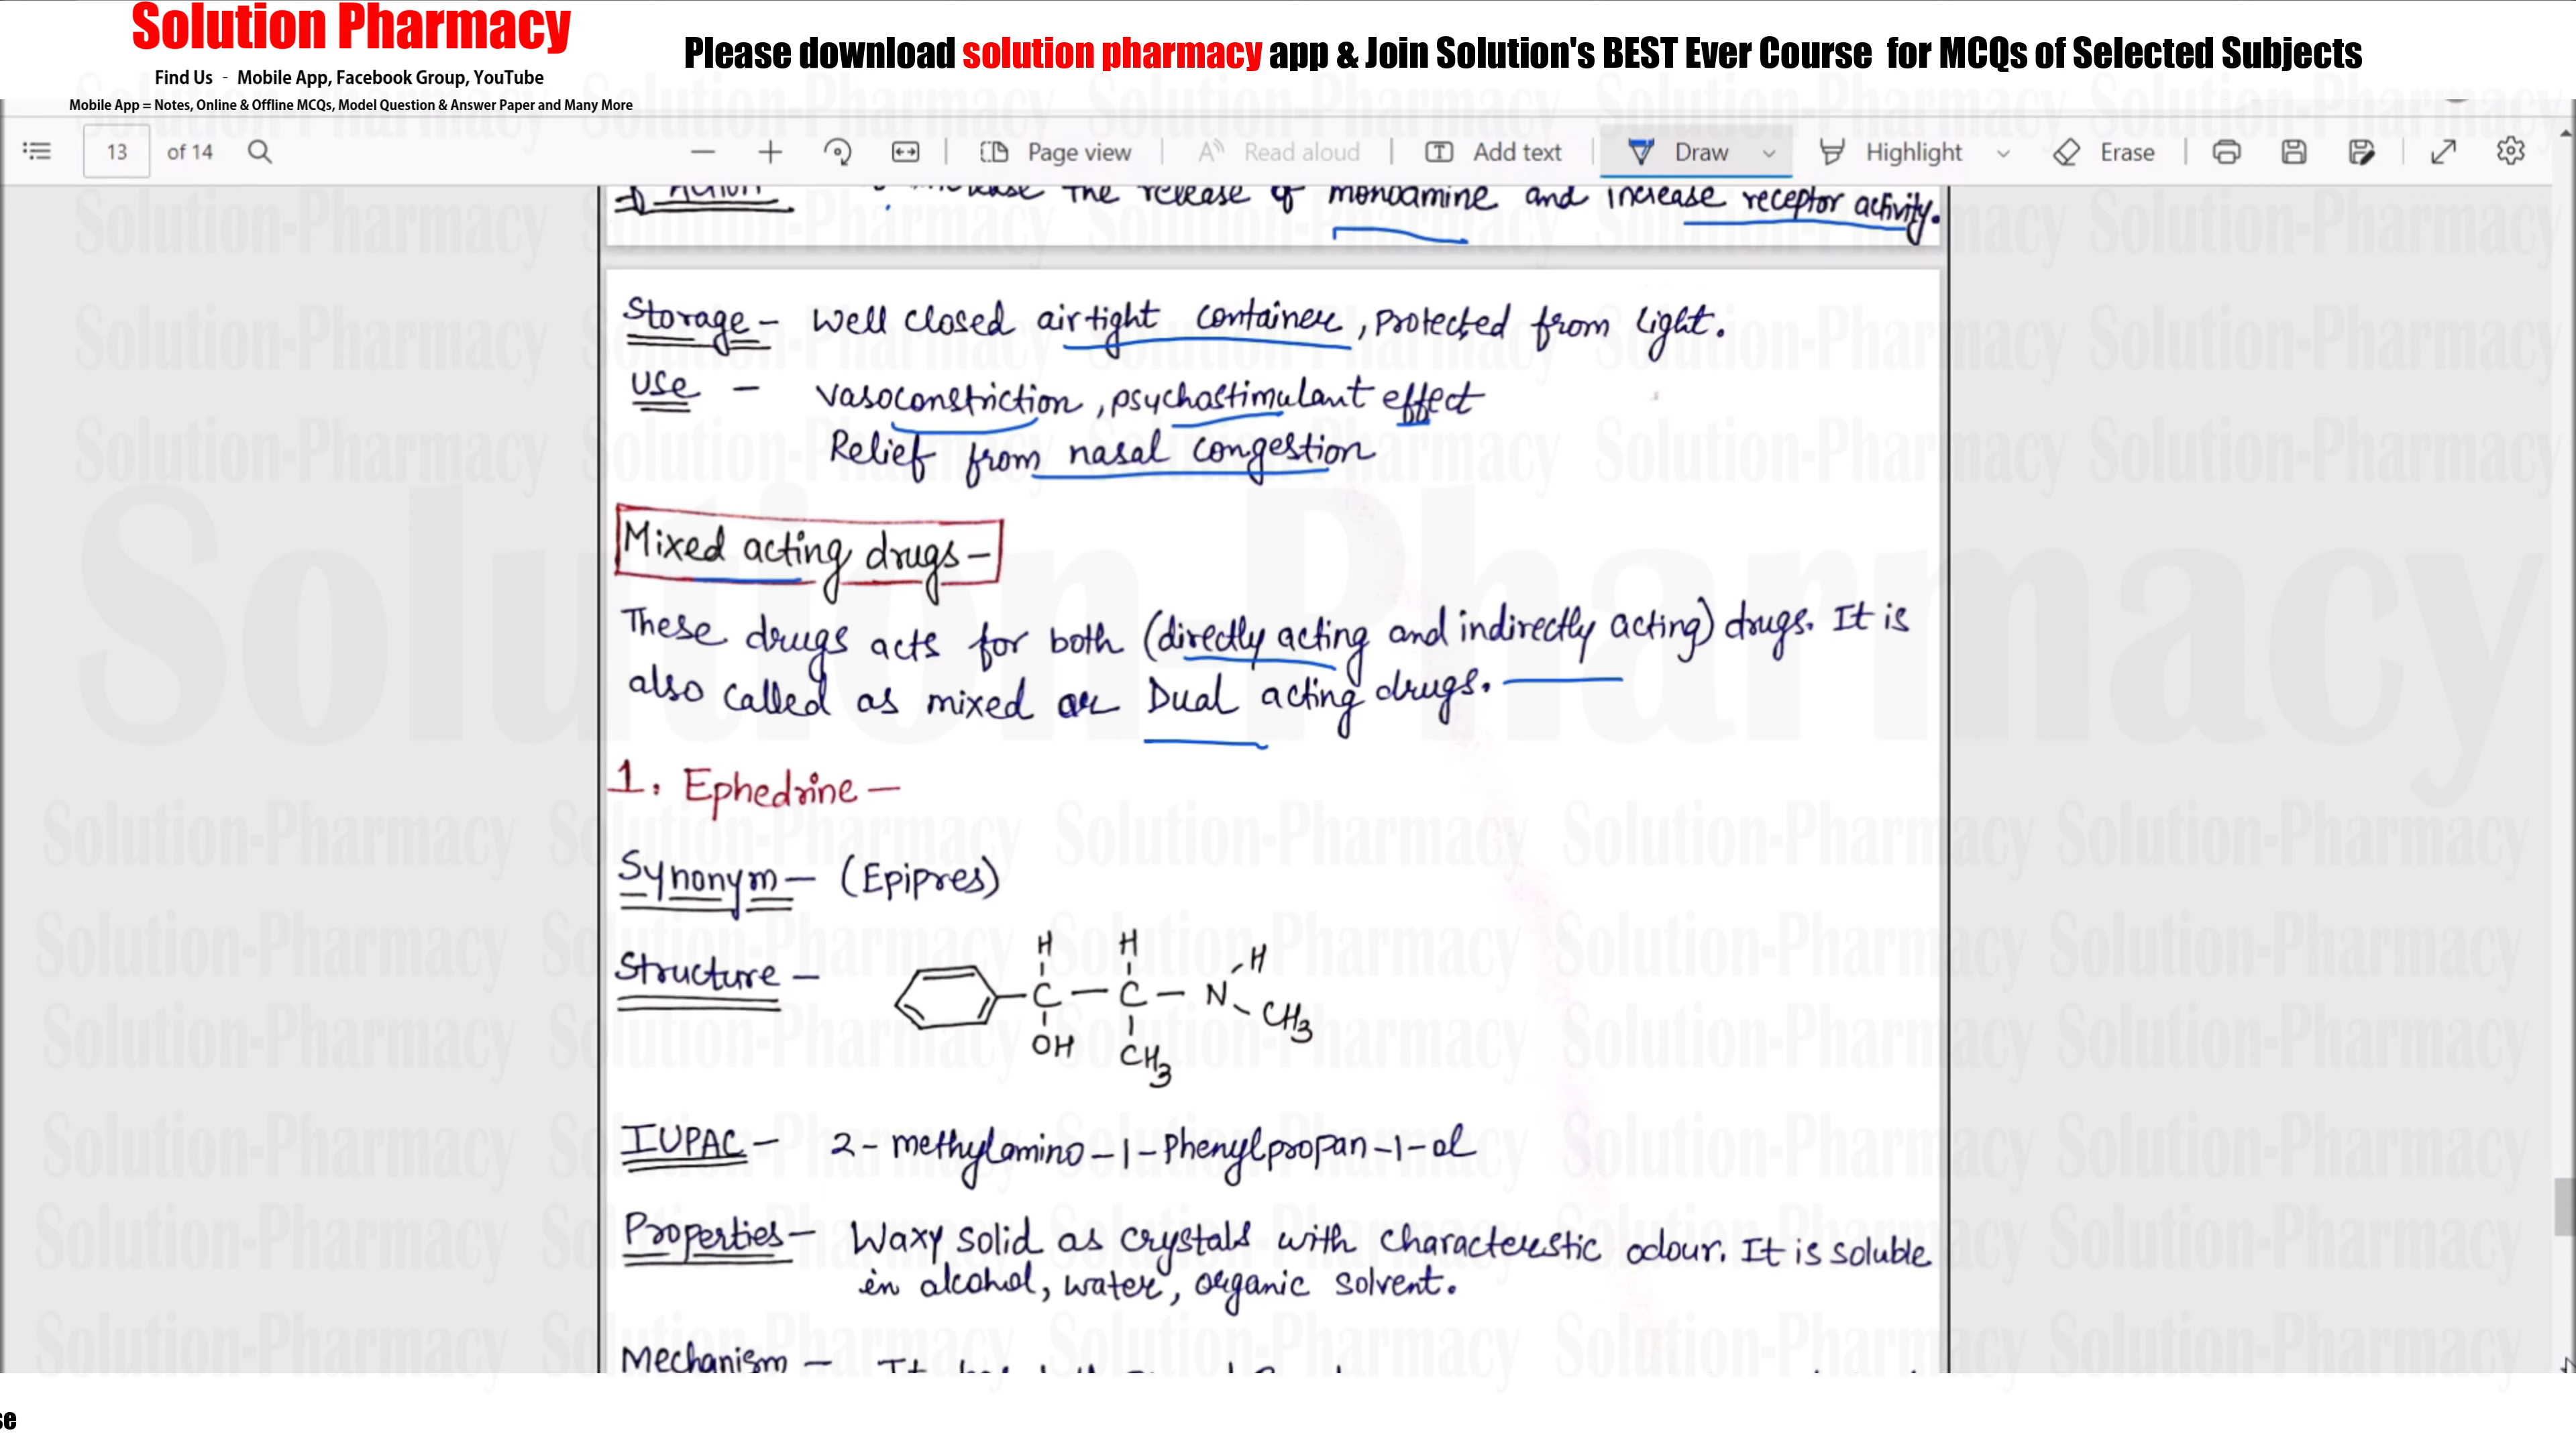 Solution Pharmacy
Find Us - Mobile App, Facebook Group, YouTube
Mobile App = Notes, Online & Offline MCQs, Model Question & Answer Paper and Many More
Please download solution pharmacy app & Join Solution's BEST Ever Course for MCQs of Selected Subjects
13 of 14 Page view Read aloud Add text Draw Highlight Erase
the release of monoamine and increase receptor activity.
Storage - Well closed airtight container, protected from light.
Use - Vasoconstriction, psychostimulant effect
Relief from nasal congestion
Mixed acting drugs -
These drugs acts for both (directly acting and indirectly acting) drugs. It is
also called as mixed or Dual acting drugs.
1. Ephedrine -
Synonym - (Epipres)
Structure -
H H H
C - C - N
OH CH3 CH3
IUPAC - 2-methylamino-1-Phenylpropan-1-ol
Properties - Waxy solid as crystals with characterstic odour. It is soluble
in alcohol, water, organic solvent.
Mechanism -
se
Solution-Pharmacy